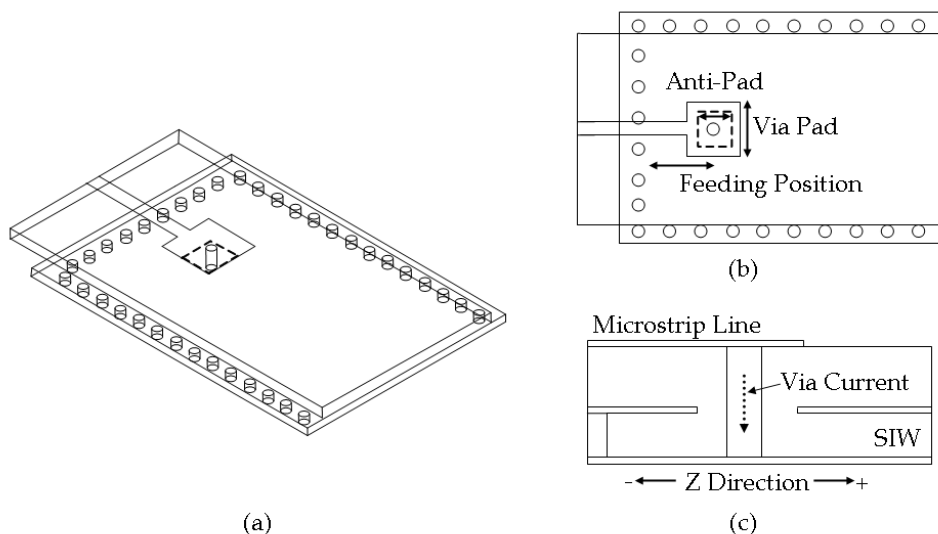 Anti-Pad
Via Pad
Feeding Position
(b)
Microstrip Line
Via Current
SIW
- Z Direction +
(a)
(c)